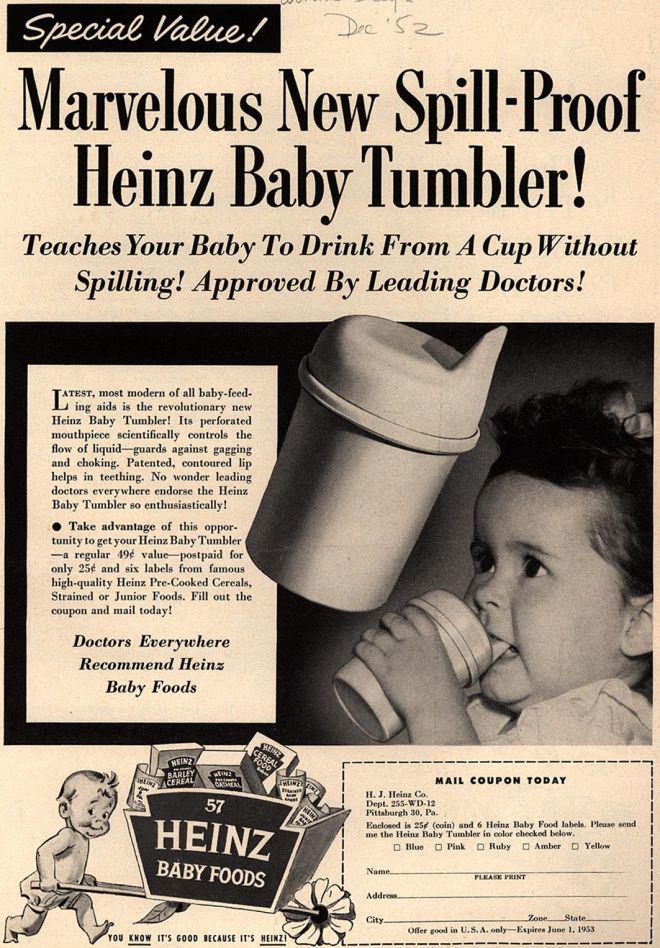 Dec '52
Special Value!
Marvelous New Spill-Proof
Heinz Baby Tumbler!
Teaches Your Baby To Drink From A Cup Without
Spilling! Approved By Leading Doctors!
LATEST, most modern of all baby-feed-
ing aids is the revolutionary new
Heinz Baby Tumbler! Its perforated
mouthpiece scientifically controls the
flow of liquid—guards against gagging
and choking. Patented, contoured lip
helps in teething. No wonder leading
doctors everywhere endorse the Heinz
Baby Tumbler so enthusiastically!
● Take advantage of this oppor-
tunity to get your Heinz Baby Tumbler
—a regular 49¢ value—postpaid for
only 25¢ and six labels from famous
high-quality Heinz Pre-Cooked Cereals,
Strained or Junior Foods. Fill out the
coupon and mail today!
Doctors Everywhere
Recommend Heinz
Baby Foods
HEINZ
BARLEY
CEREAL
HEINZ
OATMEAL
HEINZ
CEREAL
FOOD
HEINZ
HEINZ
STRAINED
HEINZ
57
HEINZ
BABY FOODS
YOU KNOW IT'S GOOD BECAUSE IT'S HEINZ!
MAIL COUPON TODAY
H. J. Heinz Co.
Dept. 255-WD-12
Pittsburgh 30, Pa.
Enclosed is 25¢ (coin) and 6 Heinz Baby Food labels. Please send
me the Heinz Baby Tumbler in color checked below.
□ Blue □ Pink □ Ruby □ Amber □ Yellow
Name
PLEASE PRINT
Address
City Zone State
Offer good in U. S. A. only—Expires June 1, 1953